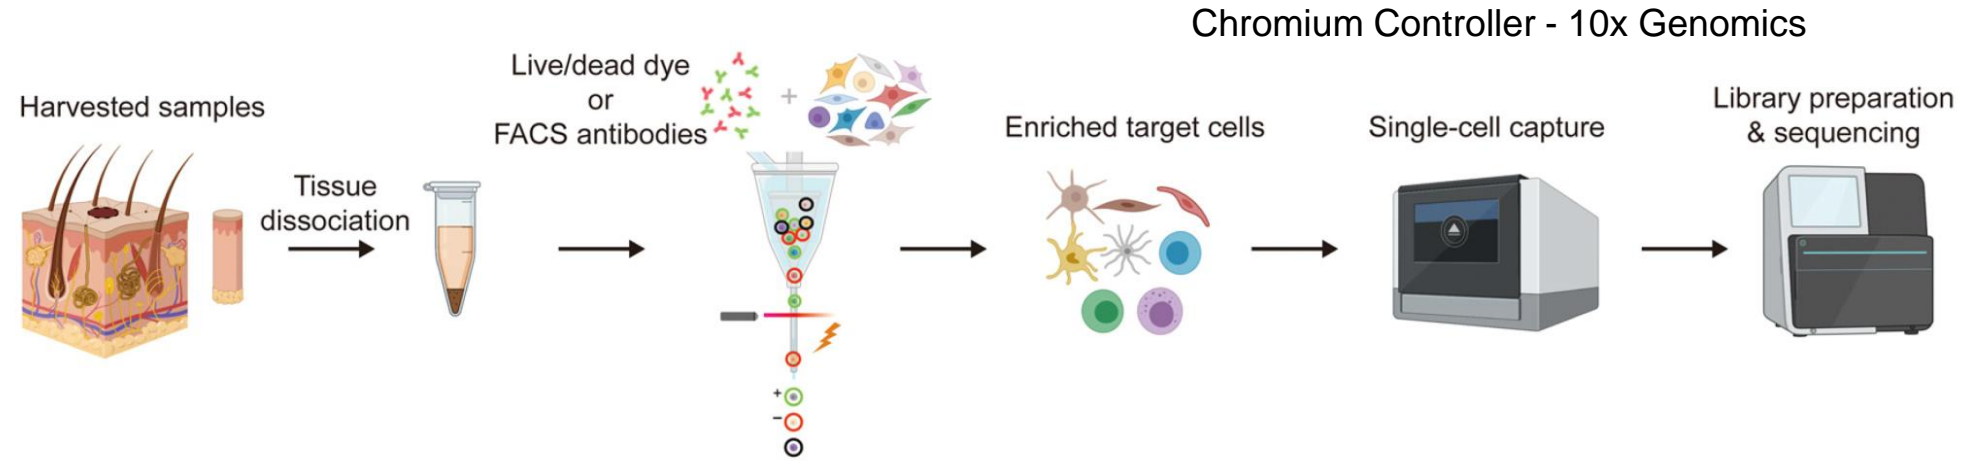 Chromium Controller - 10x Genomics
Harvested samples
Tissue
dissociation
Live/dead dye
or
FACS antibodies
+
+
−
Enriched target cells
Single-cell capture
Library preparation
& sequencing